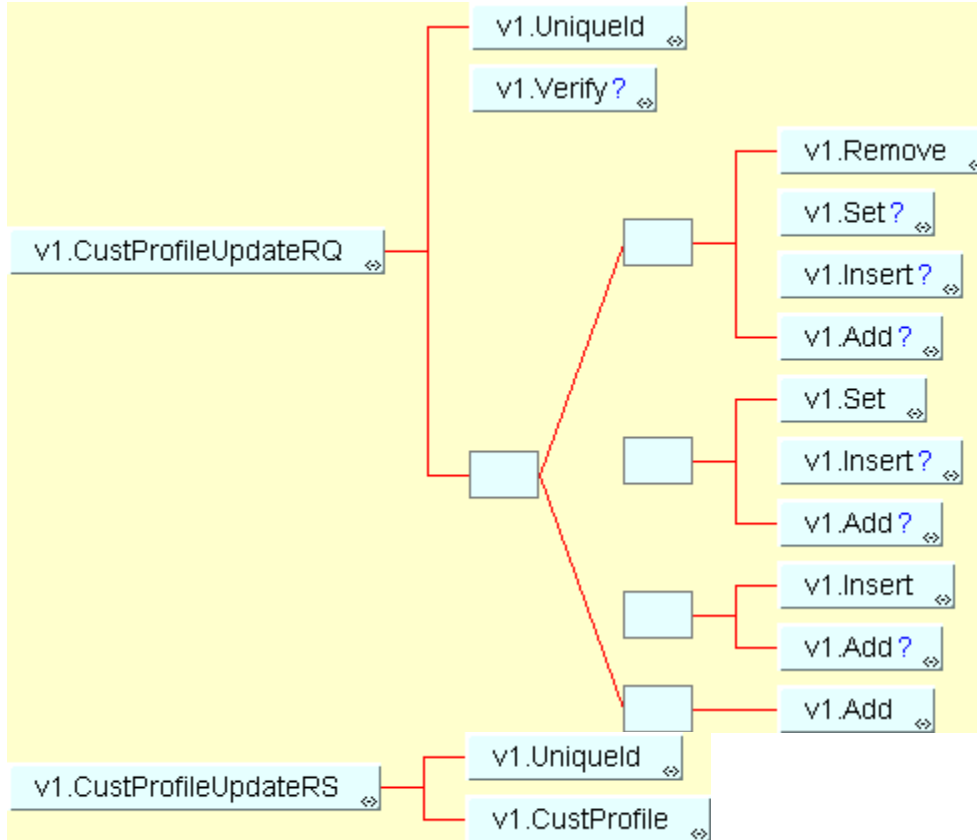 v1.UniqueId
v1.Verify?
v1.Remove
v1.Set?
v1.CustProfileUpdateRQ
v1.Insert?
v1.Add?
v1.Set
v1.Insert?
v1.Add?
v1.Insert
v1.Add?
v1.Add
v1.UniqueId
v1.CustProfileUpdateRS
v1.CustProfile